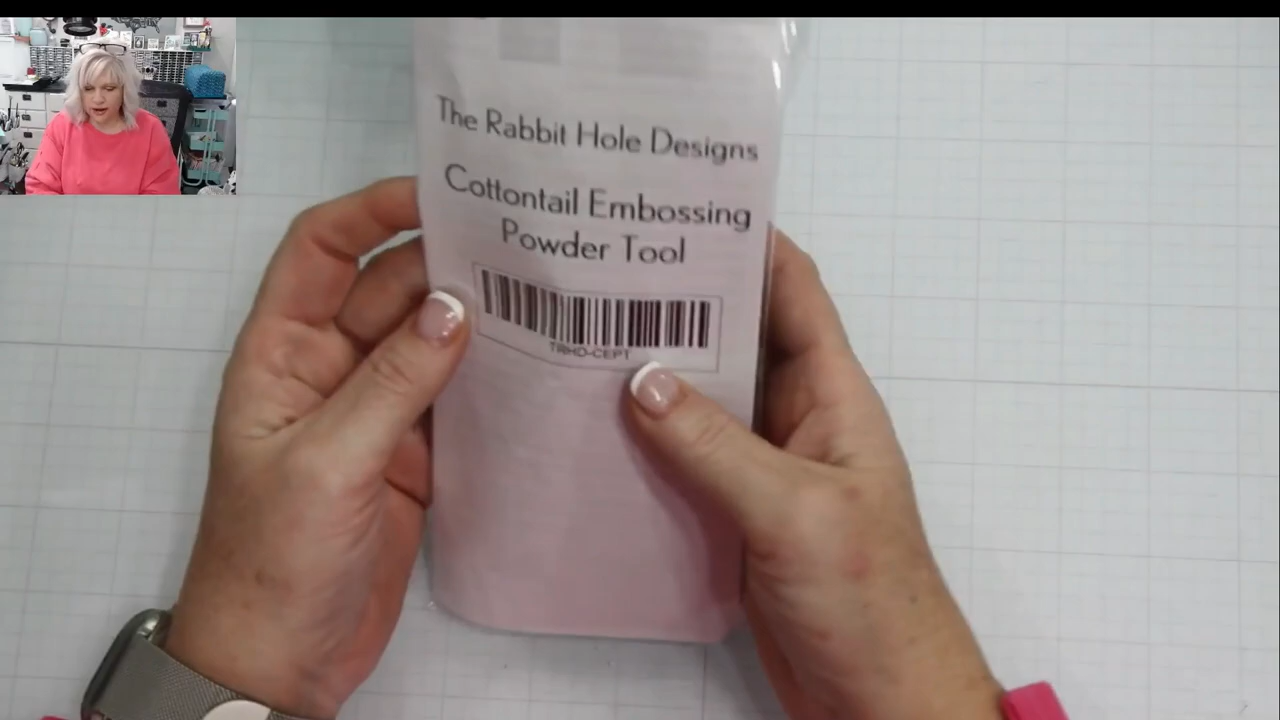 The Rabbit Hole Designs
Cottontail Embossing
Powder Tool
TRHD-CEPT